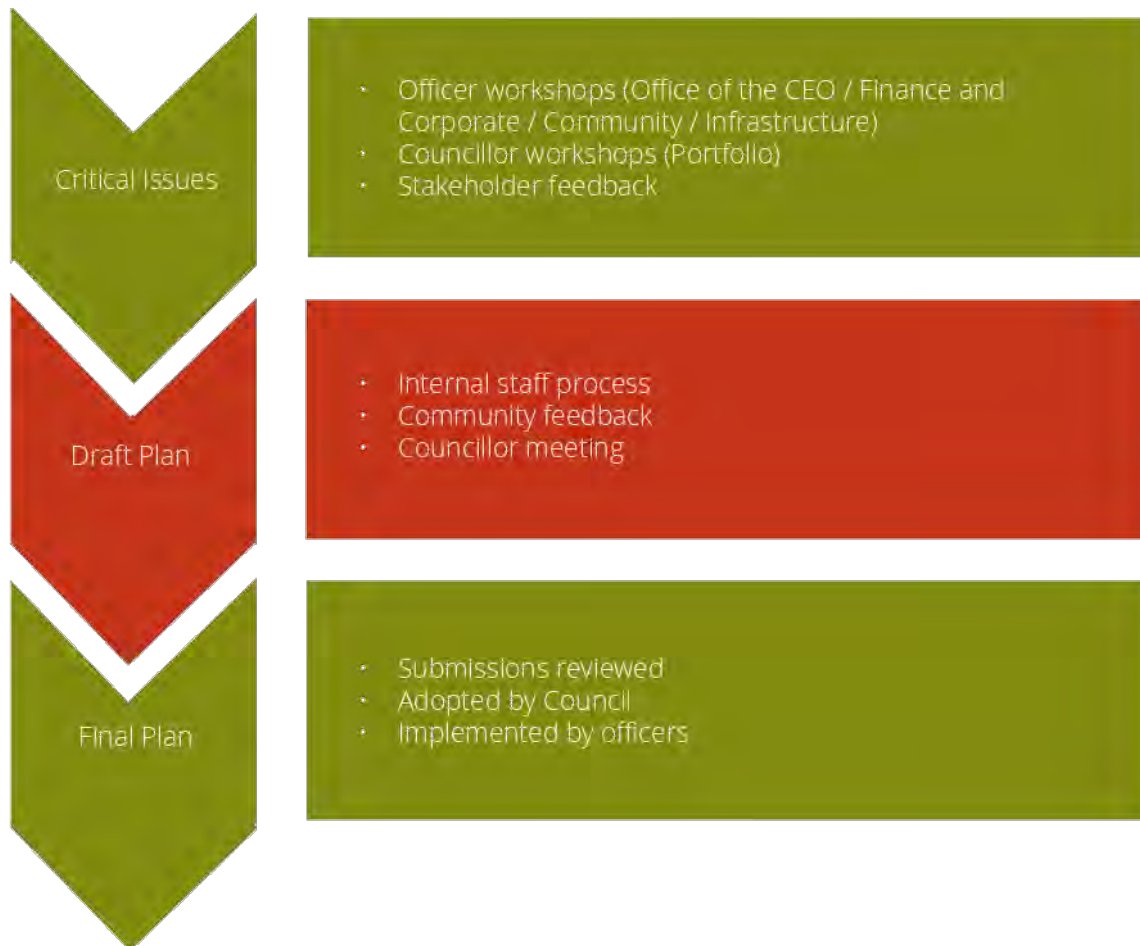 Critical Issues
• Officer workshops (Office of the CEO / Finance and
Corporate / Community / Infrastructure)
• Councillor workshops (Portfolio)
• Stakeholder feedback
Draft Plan
• Internal staff process
• Community feedback
• Councillor meeting
Final Plan
• Submissions reviewed
• Adopted by Council
• Implemented by officers